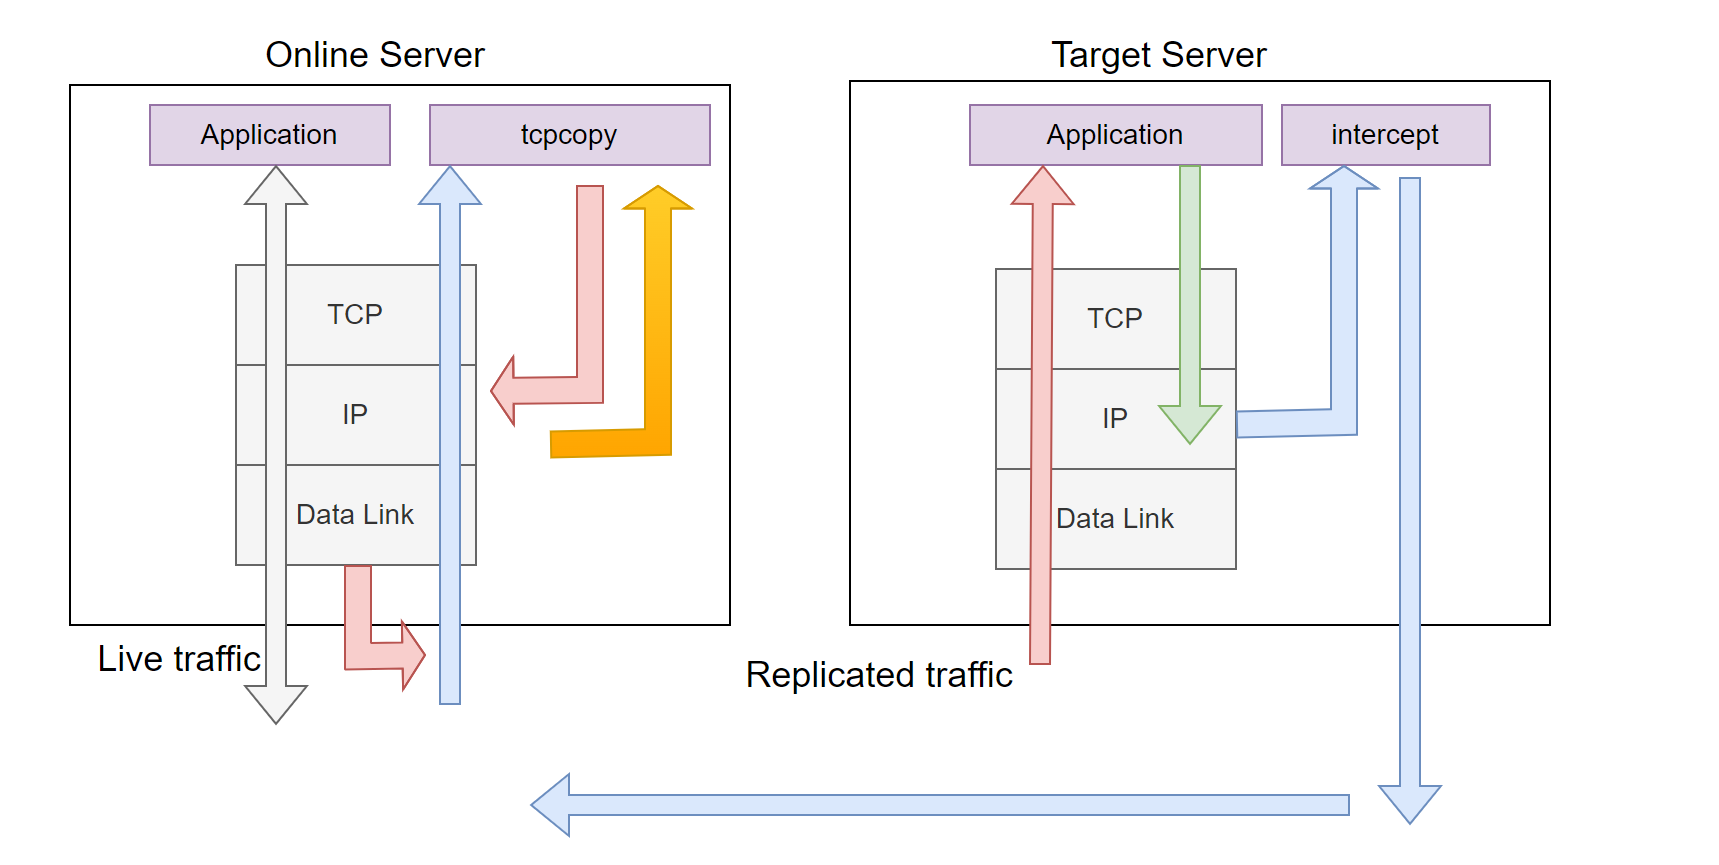 Online Server
Target Server
Application
tcpcopy
Application
intercept
TCP
IP
Data Link
TCP
IP
Data Link
Live traffic
Replicated traffic